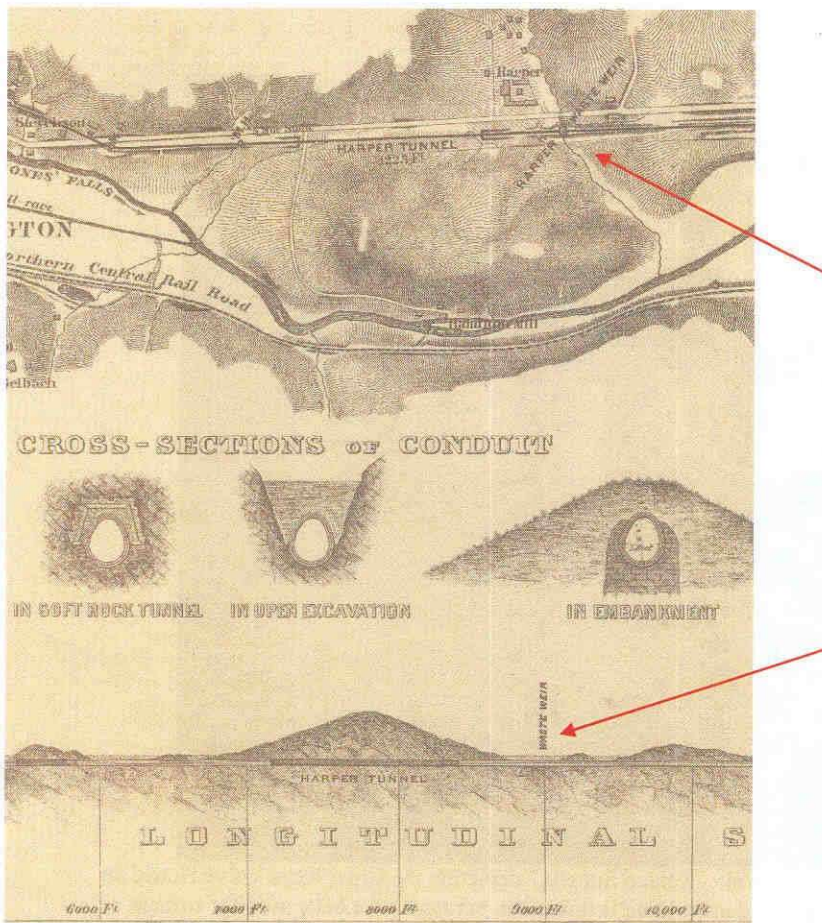 Harper
HARPER WASTE WEIR
HARPER TUNNEL
1225 Ft.
JONES' FALLS
GTON
Northern Central Rail Road
CROSS-SECTIONS OF CONDUIT
IN SOFT ROCK TUNNEL
IN OPEN EXCAVATION
IN EMBANKMENT
WASTE WEIR
HARPER TUNNEL
LONGITUDINAL S
6000 Ft.
7000 Ft.
8000 Ft.
9000 Ft.
10,000 Ft.